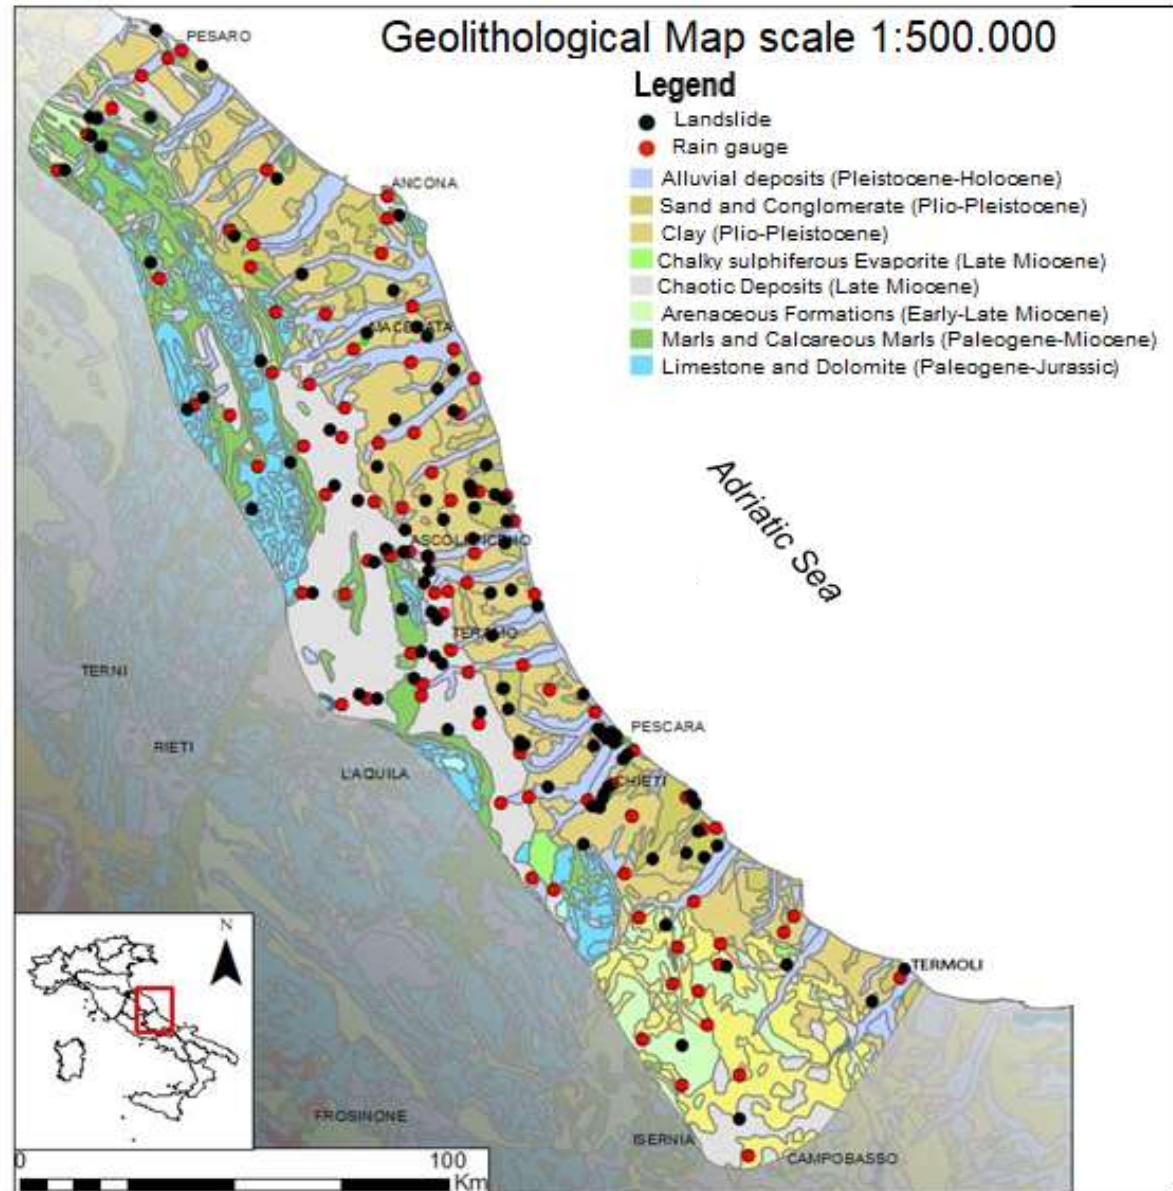 Geolithological Map scale 1:500.000
Legend
Landslide
Rain gauge
Alluvial deposits (Pleistocene-Holocene)
Sand and Conglomerate (Plio-Pleistocene)
Clay (Plio-Pleistocene)
Chalky sulphiferous Evaporite (Late Miocene)
Chaotic Deposits (Late Miocene)
Arenaceous Formations (Early-Late Miocene)
Marls and Calcareous Marls (Paleogene-Miocene)
Limestone and Dolomite (Paleogene-Jurassic)
PESARO
ANCONA
MACERATA
Adriatic Sea
TERAMO
TERNI
PESCARA
RIETI
L'AQUILA
CHIETI
TERMOLI
N
FROSINONE
ISERNIA
CAMPOBASSO
0 100
Km